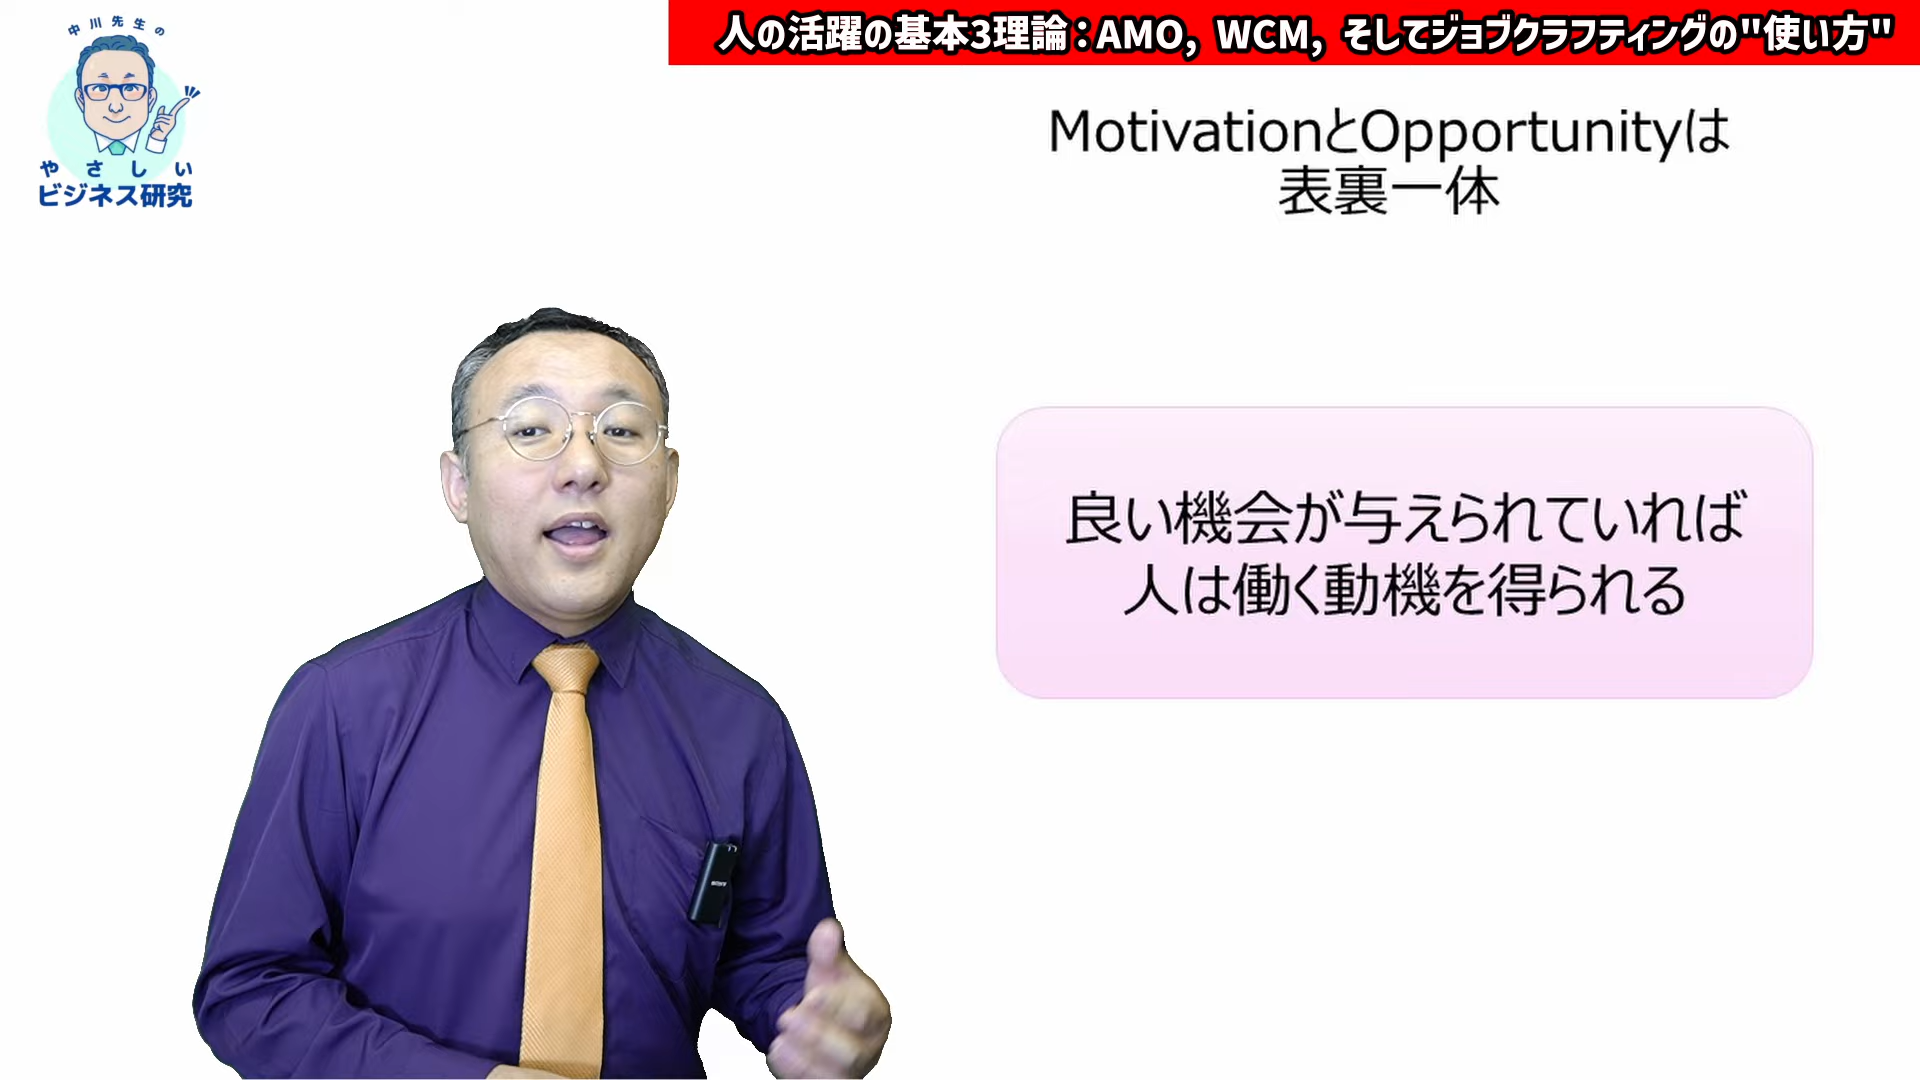 中川先生の
やさしい
ビジネス研究
人の活躍の基本3理論：AMO，WCM，そしてジョブクラフティングの"使い方"
MotivationとOpportunityは
表裏一体
良い機会が与えられていれば
人は働く動機を得られる